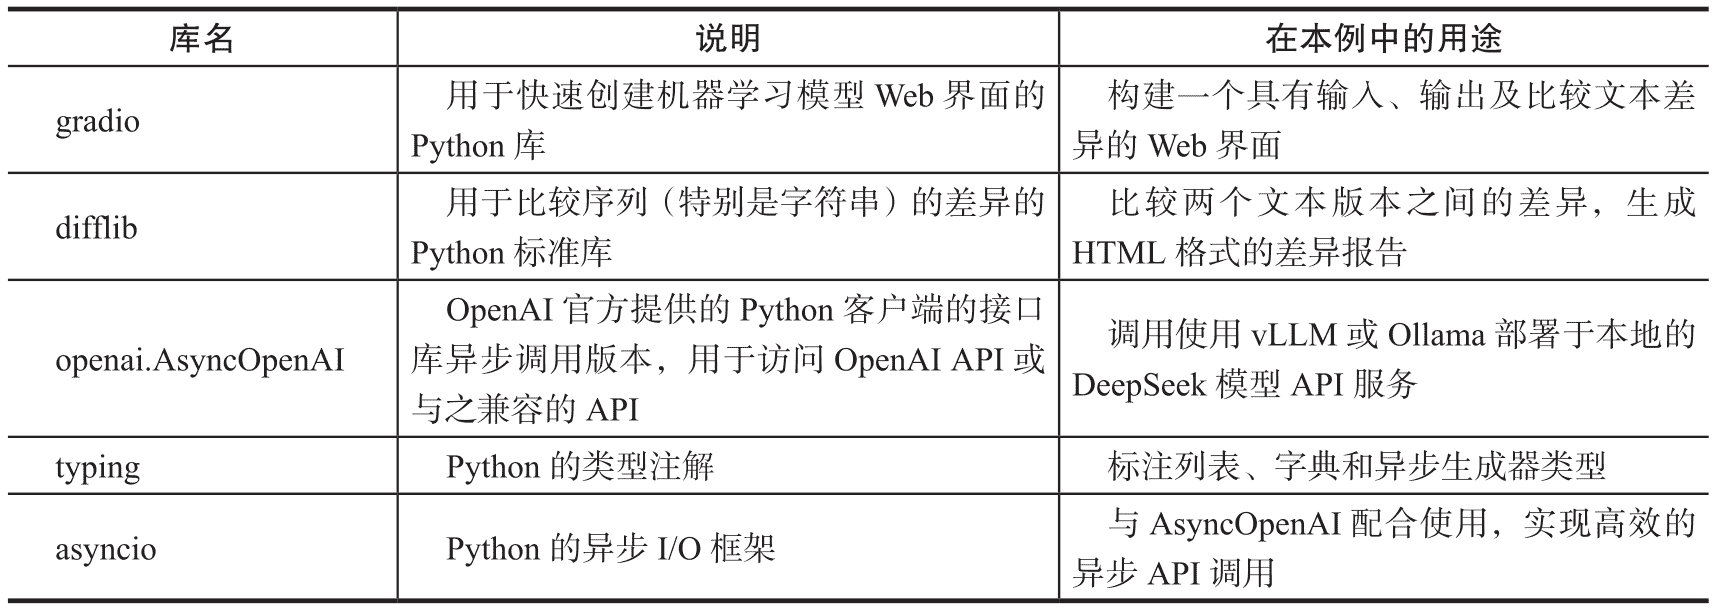 库名 说明 在本例中的用途
gradio
用于快速创建机器学习模型 Web 界面的
Python 库
构建一个具有输入、输出及比较文本差
异的 Web 界面
difflib
用于比较序列（特别是字符串）的差异的
Python 标准库
比较两个文本版本之间的差异，生成
HTML 格式的差异报告
openai.AsyncOpenAI
OpenAI 官方提供的 Python 客户端的接口
库异步调用版本，用于访问 OpenAI API 或
与之兼容的 API
调用使用 vLLM 或 Ollama 部署于本地的
DeepSeek 模型 API 服务
typing
Python 的类型注解
标注列表、字典和异步生成器类型
asyncio
Python 的异步 I/O 框架
与 AsyncOpenAI 配合使用，实现高效的
异步 API 调用